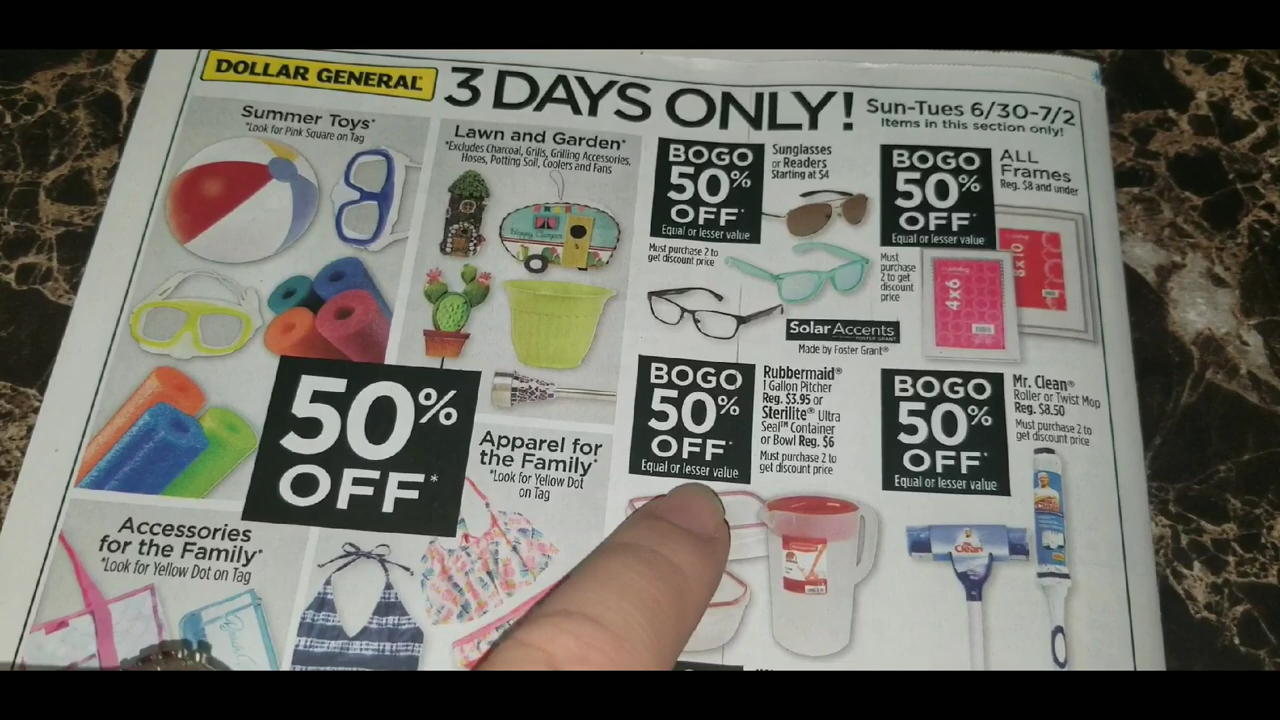 DOLLAR GENERAL
3 DAYS ONLY!
Sun-Tues 6/30-7/2
Items in this section only!
Summer Toys*
*Look for Pink Square on Tag
Lawn and Garden*
*Excludes Charcoal, Grills, Grilling Accessories,
Hoses, Potting Soil, Coolers and Fans
Happy Campers
50%
OFF*
Accessories
for the Family*
*Look for Yellow Dot on Tag
Apparel for
the Family*
*Look for Yellow Dot
on Tag
BOGO
50%
OFF*
Equal or lesser value
Must purchase 2 to
get discount price
Sunglasses
or Readers
Starting at $4
Solar Accents
FOSTER GRANT
Made by Foster Grant®
BOGO
50%
OFF*
Equal or lesser value
ALL
Frames
Reg. $8 and under
Must
purchase
2 to get
discount
price
4x6
8x10
BOGO
50%
OFF*
Equal or lesser value
Rubbermaid®
1 Gallon Pitcher
Reg. $3.95 or
Sterilite® Ultra
Seal™ Container
or Bowl Reg. $6
Must purchase 2 to
get discount price
BOGO
50%
OFF*
Equal or lesser value
Mr. Clean®
Roller or Twist Mop
Reg. $8.50
Must purchase 2 to
get discount price
Clean